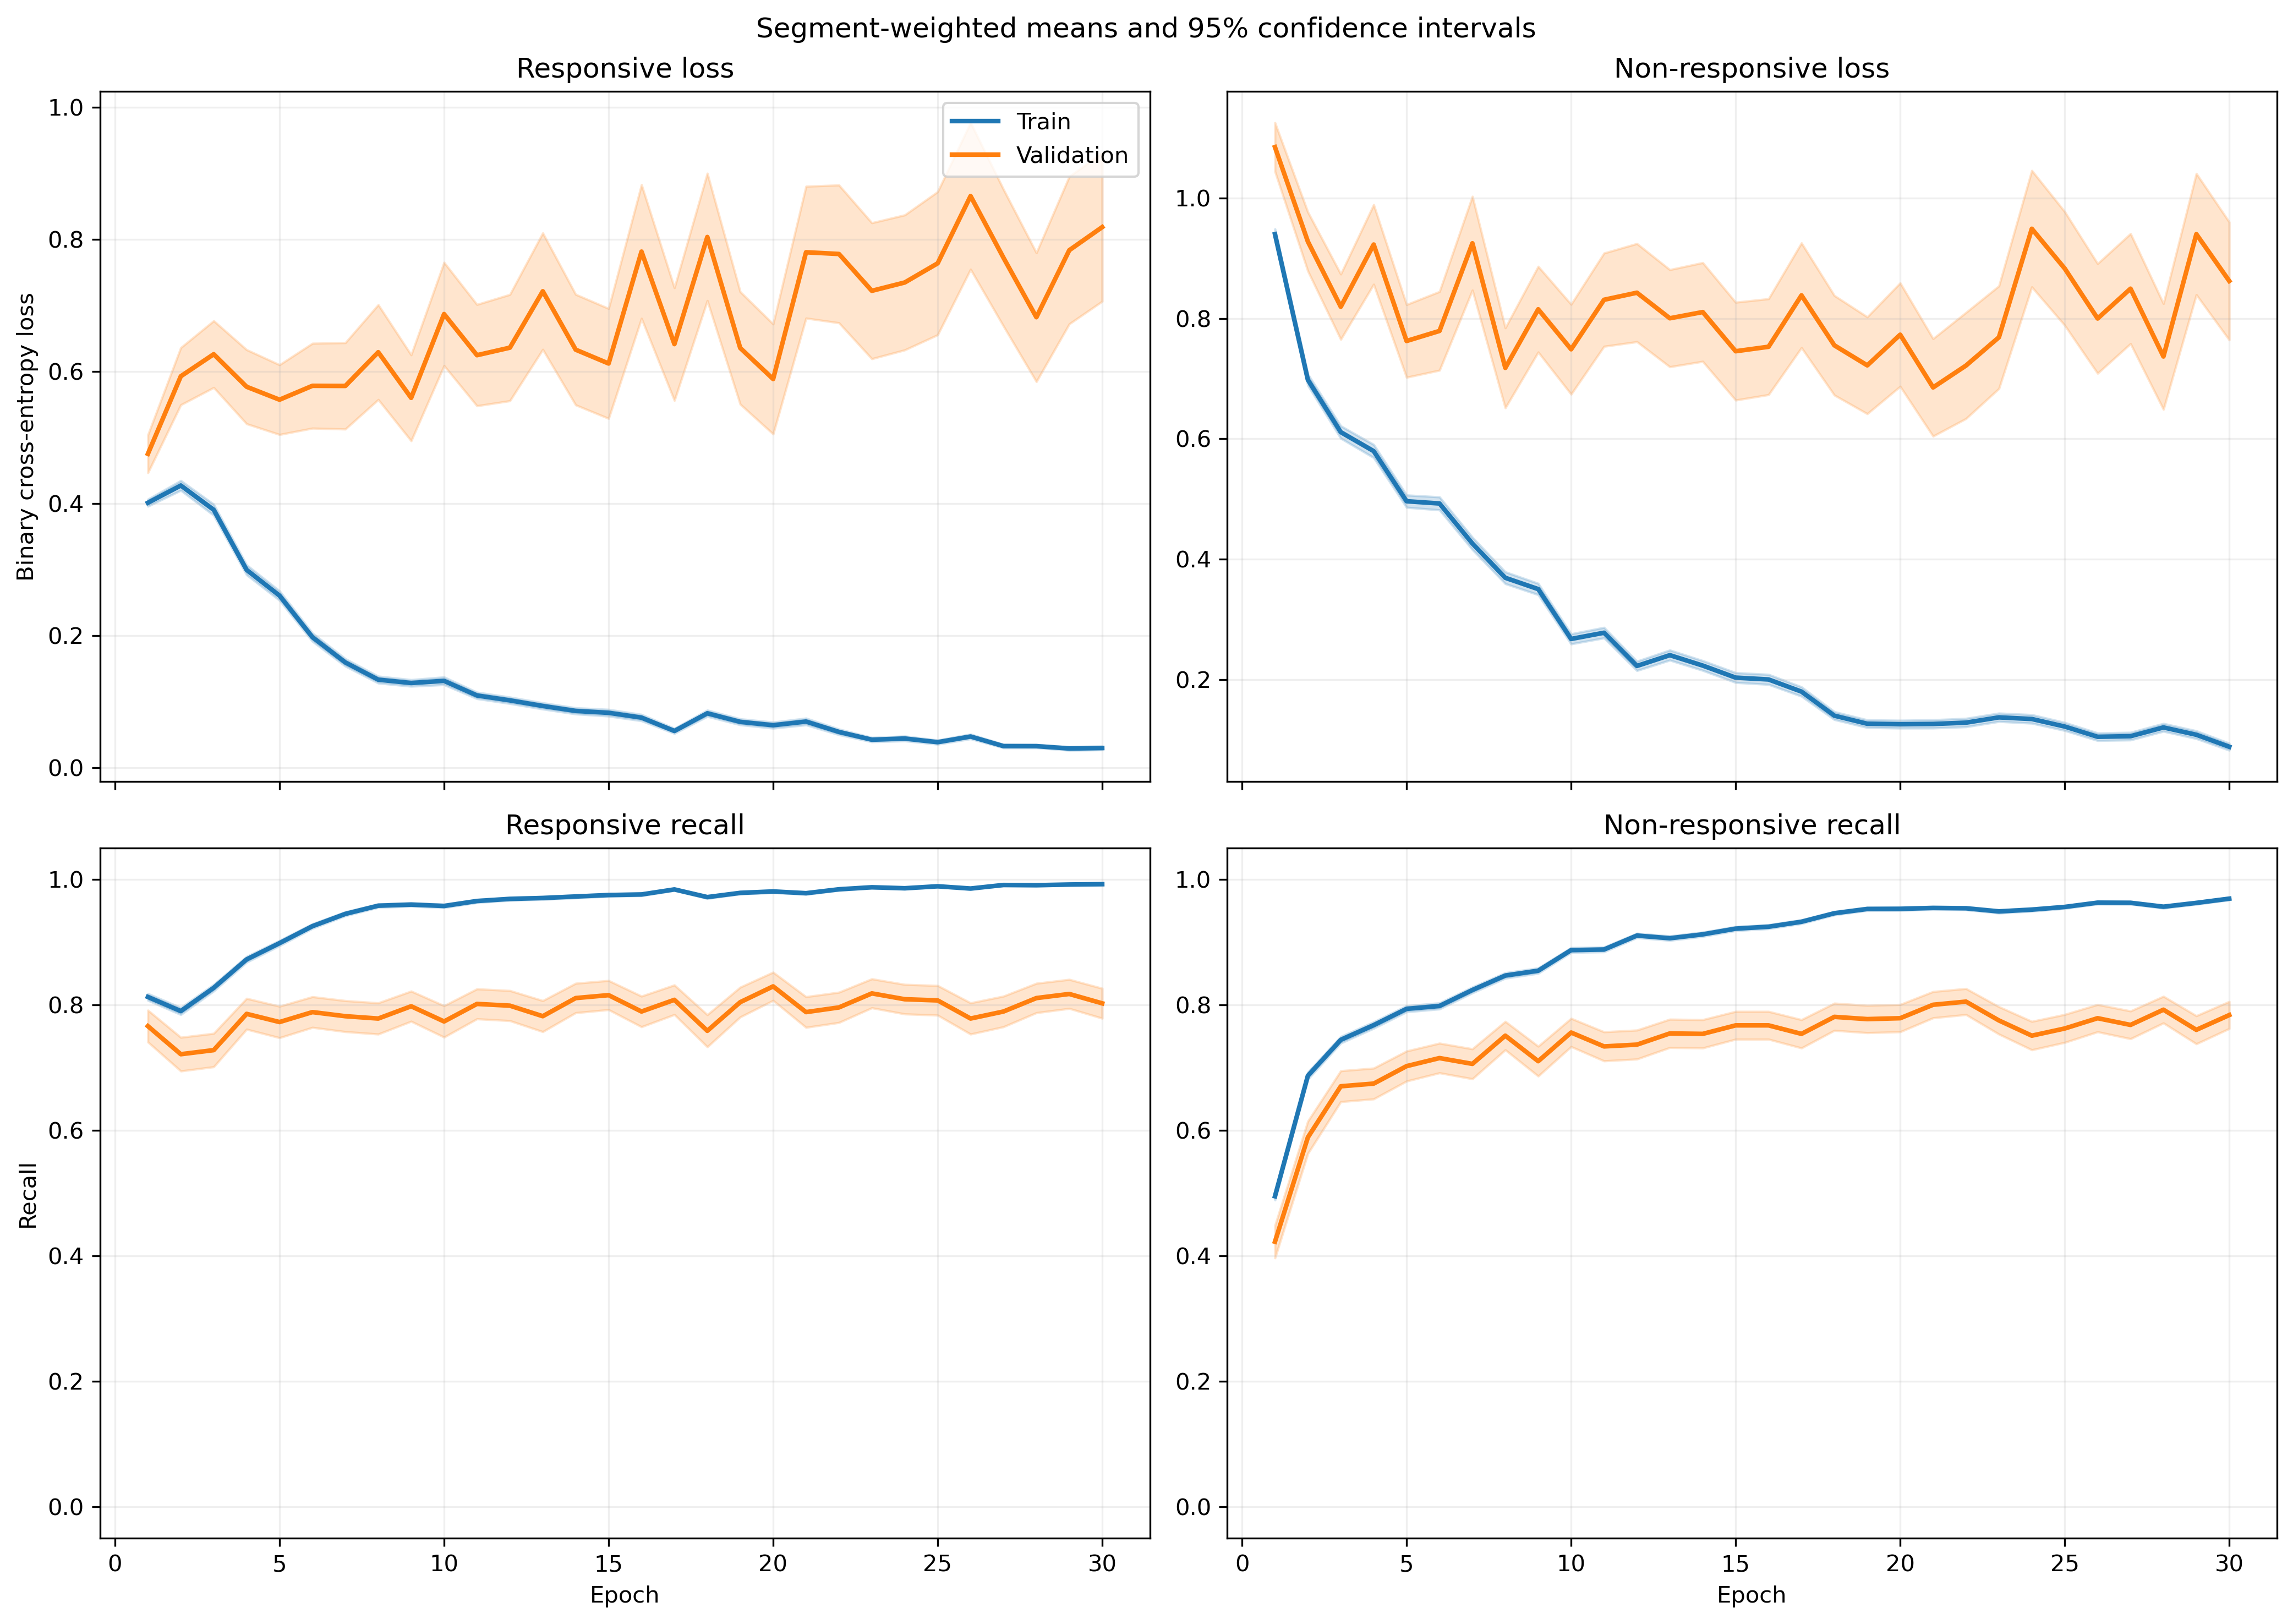 Segment-weighted means and 95% confidence intervals
Responsive loss
Non-responsive loss
Train
Validation
Binary cross-entropy loss
1.0
0.8
0.6
0.4
0.2
0.0
1.0
0.8
0.6
0.4
0.2
Responsive recall
Non-responsive recall
Recall
1.0
0.8
0.6
0.4
0.2
0.0
0 5 10 15 20 25 30
Epoch
1.0
0.8
0.6
0.4
0.2
0.0
0 5 10 15 20 25 30
Epoch